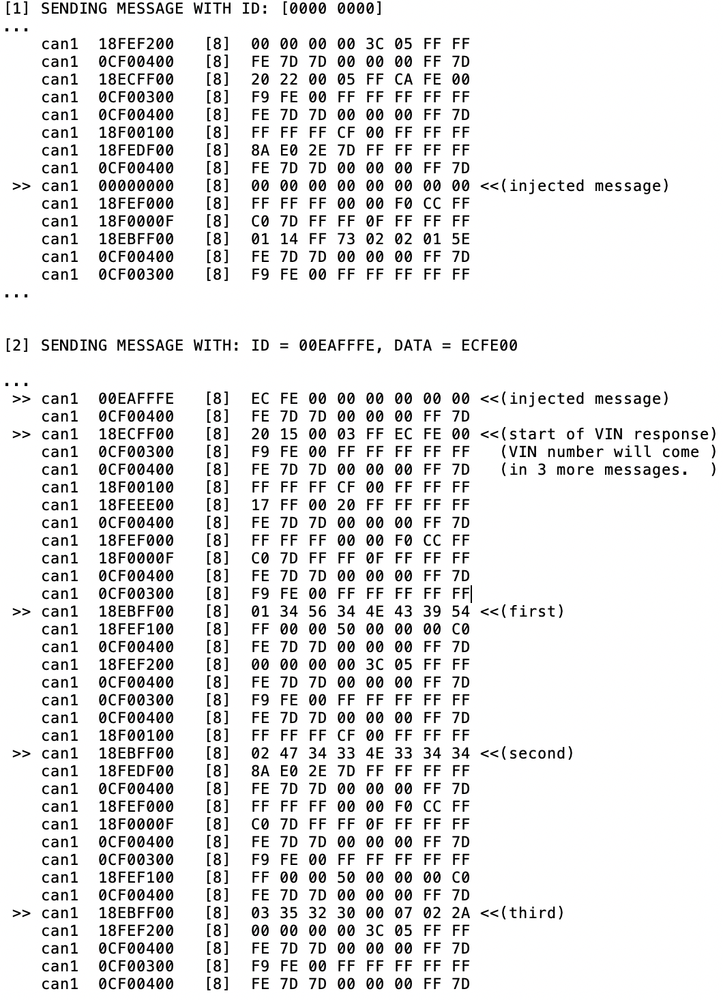 [1] SENDING MESSAGE WITH ID: [0000 0000]
...
can1 18FEF200 [8] 00 00 00 00 3C 05 FF FF
can1 0CF00400 [8] FE 7D 7D 00 00 00 FF 7D
can1 18ECFF00 [8] 20 22 00 05 FF CA FE 00
can1 0CF00300 [8] F9 FE 00 FF FF FF FF FF
can1 0CF00400 [8] FE 7D 7D 00 00 00 FF 7D
can1 18F00100 [8] FF FF FF CF 00 FF FF FF
can1 18FEDF00 [8] 8A E0 2E 7D FF FF FF FF
can1 0CF00400 [8] FE 7D 7D 00 00 00 FF 7D
>> can1 00000000 [8] 00 00 00 00 00 00 00 00 <<(injected message)
can1 18FEF000 [8] FF FF FF 00 00 F0 CC FF
can1 18F0000F [8] C0 7D FF FF 0F FF FF FF
can1 18EBFF00 [8] 01 14 FF 73 02 02 01 5E
can1 0CF00400 [8] FE 7D 7D 00 00 00 FF 7D
can1 0CF00300 [8] F9 FE 00 FF FF FF FF FF
...
[2] SENDING MESSAGE WITH: ID = 00EAFFFE, DATA = ECFE00
...
>> can1 00EAFFFE [8] EC FE 00 00 00 00 00 00 <<(injected message)
can1 0CF00400 [8] FE 7D 7D 00 00 00 FF 7D
>> can1 18ECFF00 [8] 20 15 00 03 FF EC FE 00 <<(start of VIN response)
can1 0CF00300 [8] F9 FE 00 FF FF FF FF FF (VIN number will come )
can1 0CF00400 [8] FE 7D 7D 00 00 00 FF 7D (in 3 more messages. )
can1 18F00100 [8] FF FF FF CF 00 FF FF FF
can1 18FEEE00 [8] 17 FF 00 20 FF FF FF FF
can1 0CF00400 [8] FE 7D 7D 00 00 00 FF 7D
can1 18FEF000 [8] FF FF FF 00 00 F0 CC FF
can1 18F0000F [8] C0 7D FF FF 0F FF FF FF
can1 0CF00400 [8] FE 7D 7D 00 00 00 FF 7D
can1 0CF00300 [8] F9 FE 00 FF FF FF FF FF
>> can1 18EBFF00 [8] 01 34 56 34 4E 43 39 54 <<(first)
can1 18FEF100 [8] FF 00 00 50 00 00 00 C0
can1 0CF00400 [8] FE 7D 7D 00 00 00 FF 7D
can1 18FEF200 [8] 00 00 00 00 3C 05 FF FF
can1 0CF00400 [8] FE 7D 7D 00 00 00 FF 7D
can1 0CF00300 [8] F9 FE 00 FF FF FF FF FF
can1 0CF00400 [8] FE 7D 7D 00 00 00 FF 7D
can1 18F00100 [8] FF FF FF CF 00 FF FF FF
>> can1 18EBFF00 [8] 02 47 34 33 4E 33 34 34 <<(second)
can1 18FEDF00 [8] 8A E0 2E 7D FF FF FF FF
can1 0CF00400 [8] FE 7D 7D 00 00 00 FF 7D
can1 18FEF000 [8] FF FF FF 00 00 F0 CC FF
can1 18F0000F [8] C0 7D FF FF 0F FF FF FF
can1 0CF00400 [8] FE 7D 7D 00 00 00 FF 7D
can1 0CF00300 [8] F9 FE 00 FF FF FF FF FF
can1 18FEF100 [8] FF 00 00 50 00 00 00 C0
can1 0CF00400 [8] FE 7D 7D 00 00 00 FF 7D
>> can1 18EBFF00 [8] 03 35 32 30 00 07 02 2A <<(third)
can1 18FEF200 [8] 00 00 00 00 3C 05 FF FF
can1 0CF00400 [8] FE 7D 7D 00 00 00 FF 7D
can1 0CF00300 [8] F9 FE 00 FF FF FF FF FF
can1 0CF00400 [8] FE 7D 7D 00 00 00 FF 7D